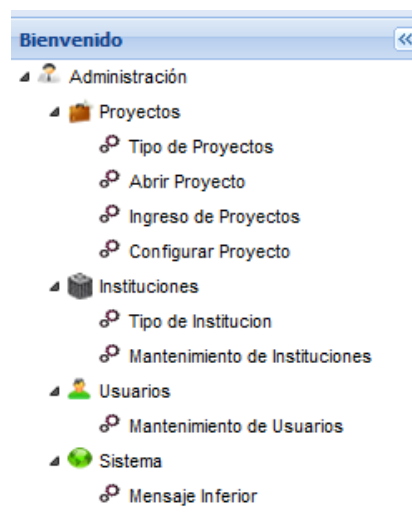 Bienvenido
Administración
Proyectos
Tipo de Proyectos
Abrir Proyecto
Ingreso de Proyectos
Configurar Proyecto
Instituciones
Tipo de Institucion
Mantenimiento de Instituciones
Usuarios
Mantenimiento de Usuarios
Sistema
Mensaje Inferior